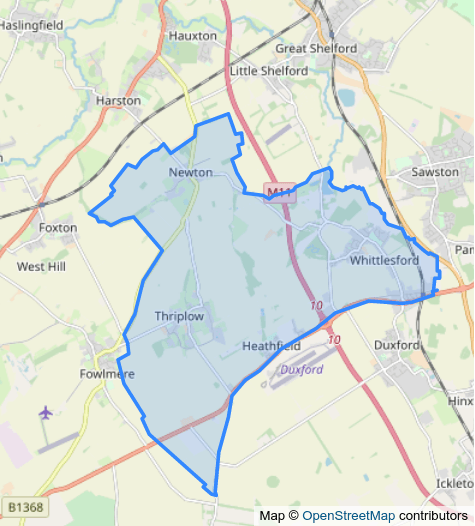 Haslingfield
Hauxton
Great Shelford
Little Shelford
Harston
Newton
Sawston
M11
Foxton
Pam
West Hill
Whittlesford
10
Thriplow
10
Heathfield
Duxford
Duxford
Fowlmere
Hinx
Ickleton
B1368
Map © OpenStreetMap contributors